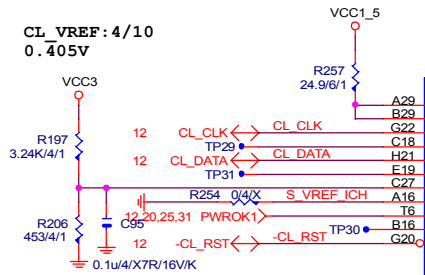 CL_VREF:4/10
0.405V
VCC1_5
VCC3
R257
24.9/6/1
A29
B29
12 CL_CLK CL_CLK G22
TP29 C18
R197
3.24K/4/1
12 CL_DATA CL_DATA H21
TP31 E19
C27
R254 0/4/X S_VREF_ICH A16
12,20,25,31 PWROK1 T6
R206
453/4/1
C95
TP30 B16
12 -CL_RST -CL_RST G20
0.1u/4/X7R/16V/K